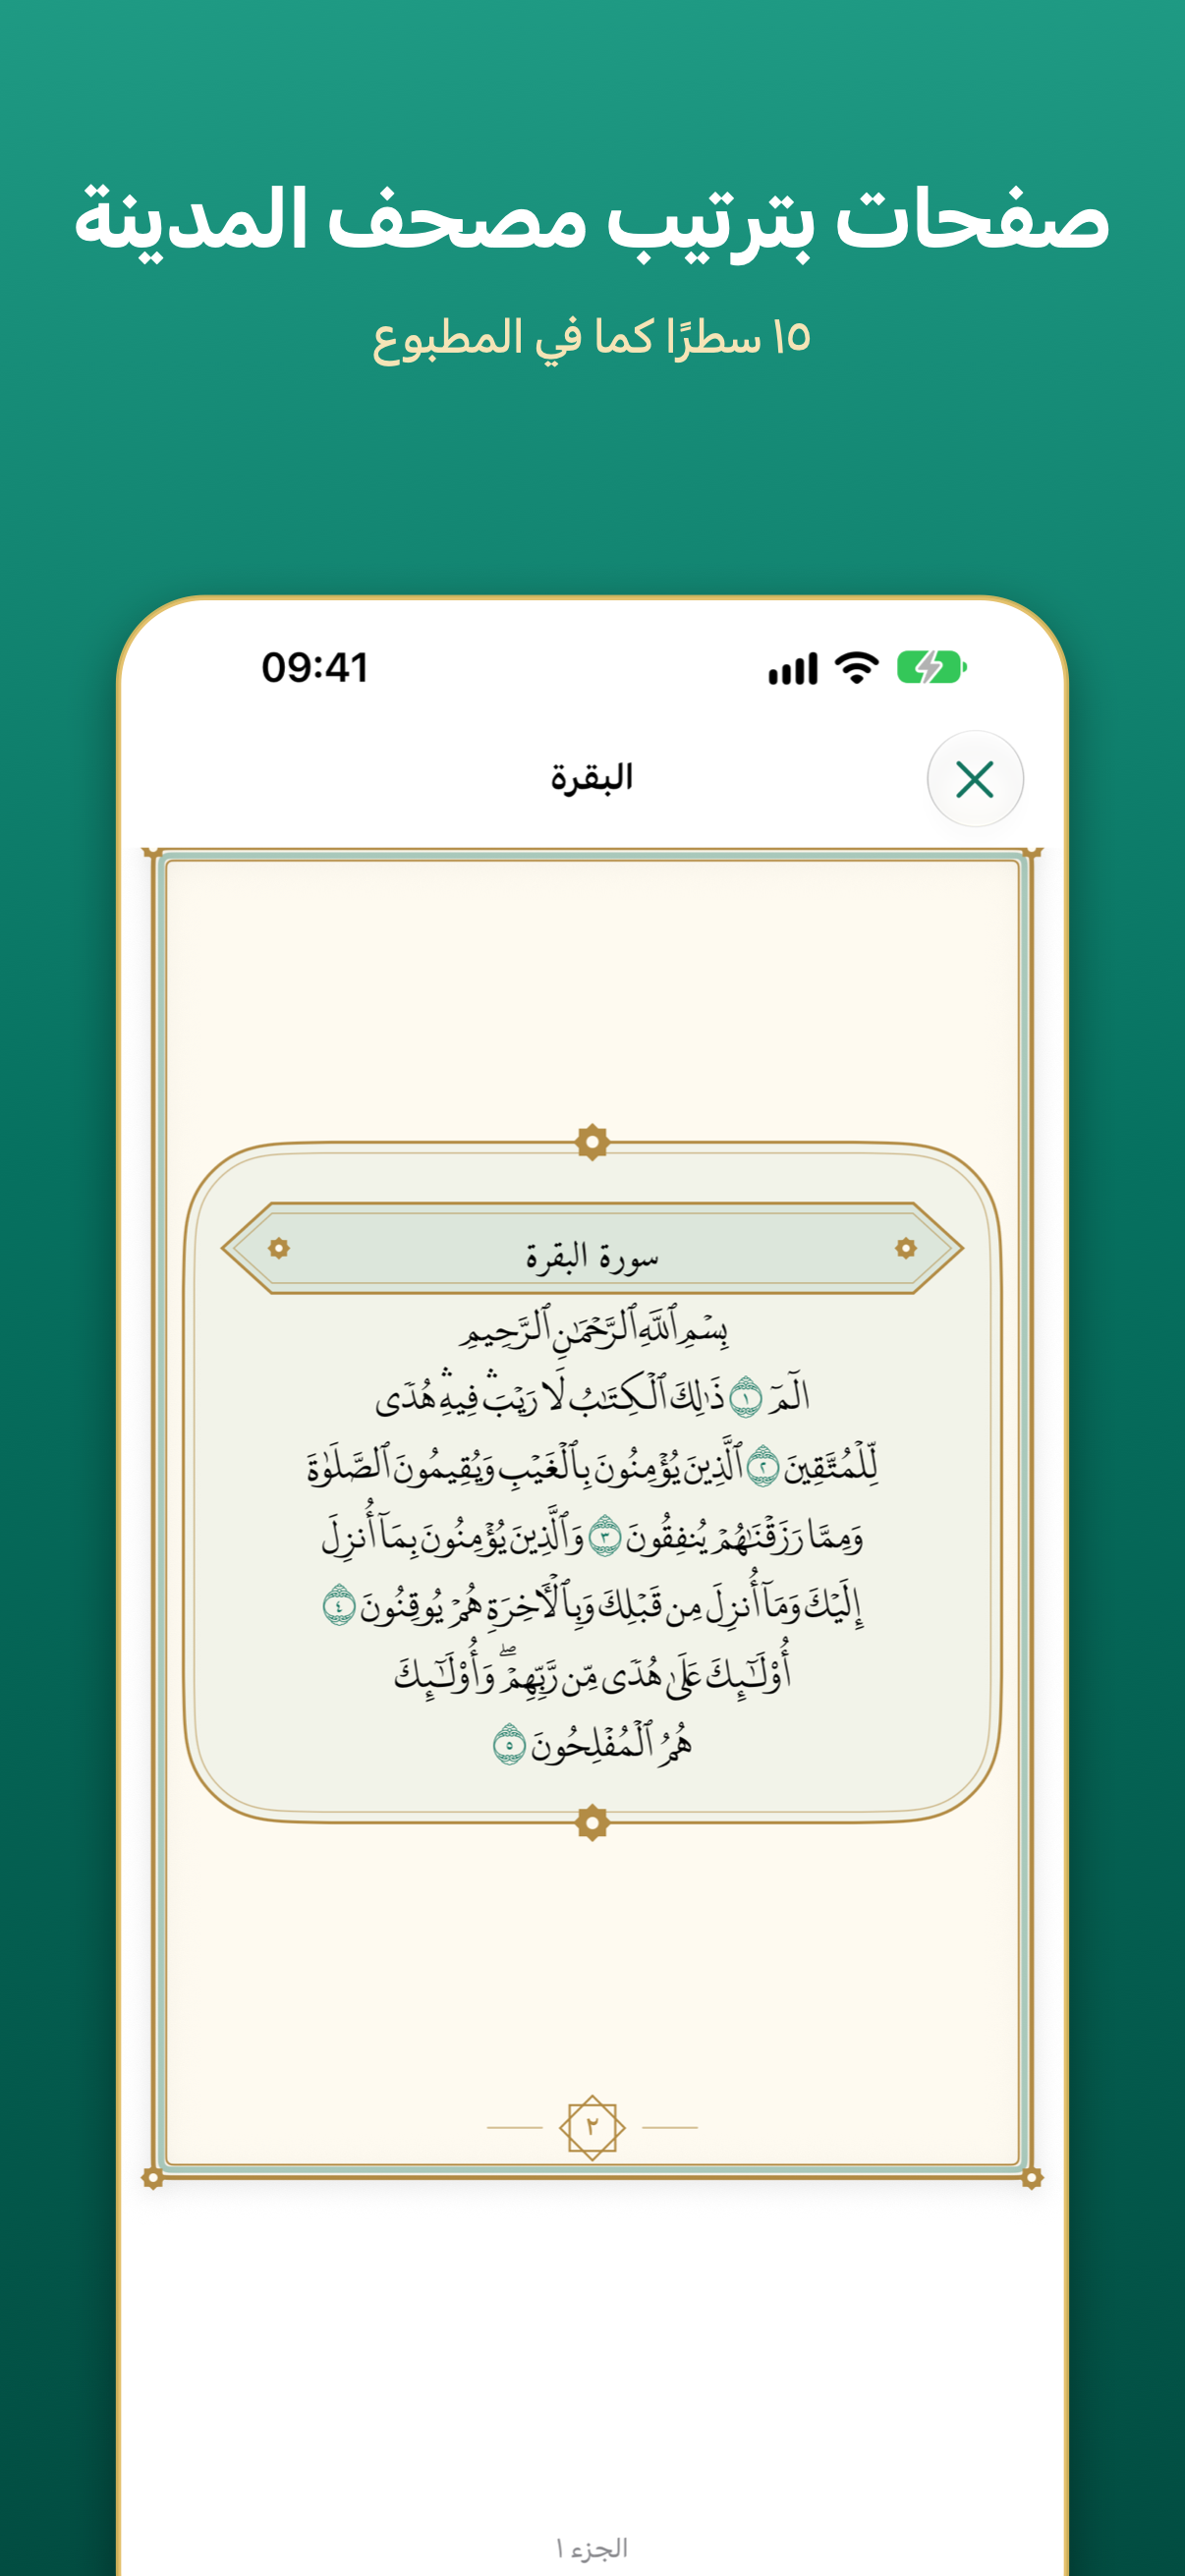 صفحات بترتيب مصحف المدينة
١٥ سطرًا كما في المطبوع
09:41
البقرة
سورة البقرة
بِسۡمِ ٱللَّهِ ٱلرَّحۡمَٰنِ ٱلرَّحِيمِ
الٓمٓ ١ ذَٰلِكَ ٱلۡكِتَٰبُ لَا رَيۡبَۛ فِيهِۛ هُدٗى
لِّلۡمُتَّقِينَ ٢ ٱلَّذِينَ يُؤۡمِنُونَ بِٱلۡغَيۡبِ وَيُقِيمُونَ ٱلصَّلَوٰةَ
وَمِمَّا رَزَقۡنَٰهُمۡ يُنفِقُونَ ٣ وَٱلَّذِينَ يُؤۡمِنُونَ بِمَآ أُنزِلَ
إِلَيۡكَ وَمَآ أُنزِلَ مِن قَبۡلِكَ وَبِٱلۡأٓخِرَةِ هُمۡ يُوقِنُونَ ٤
أُوْلَٰٓئِكَ عَلَىٰ هُدٗى مِّن رَّبِّهِمۡۖ وَأُوْلَٰٓئِكَ
هُمُ ٱلۡمُفۡلِحُونَ ٥
٢
الجزء ١